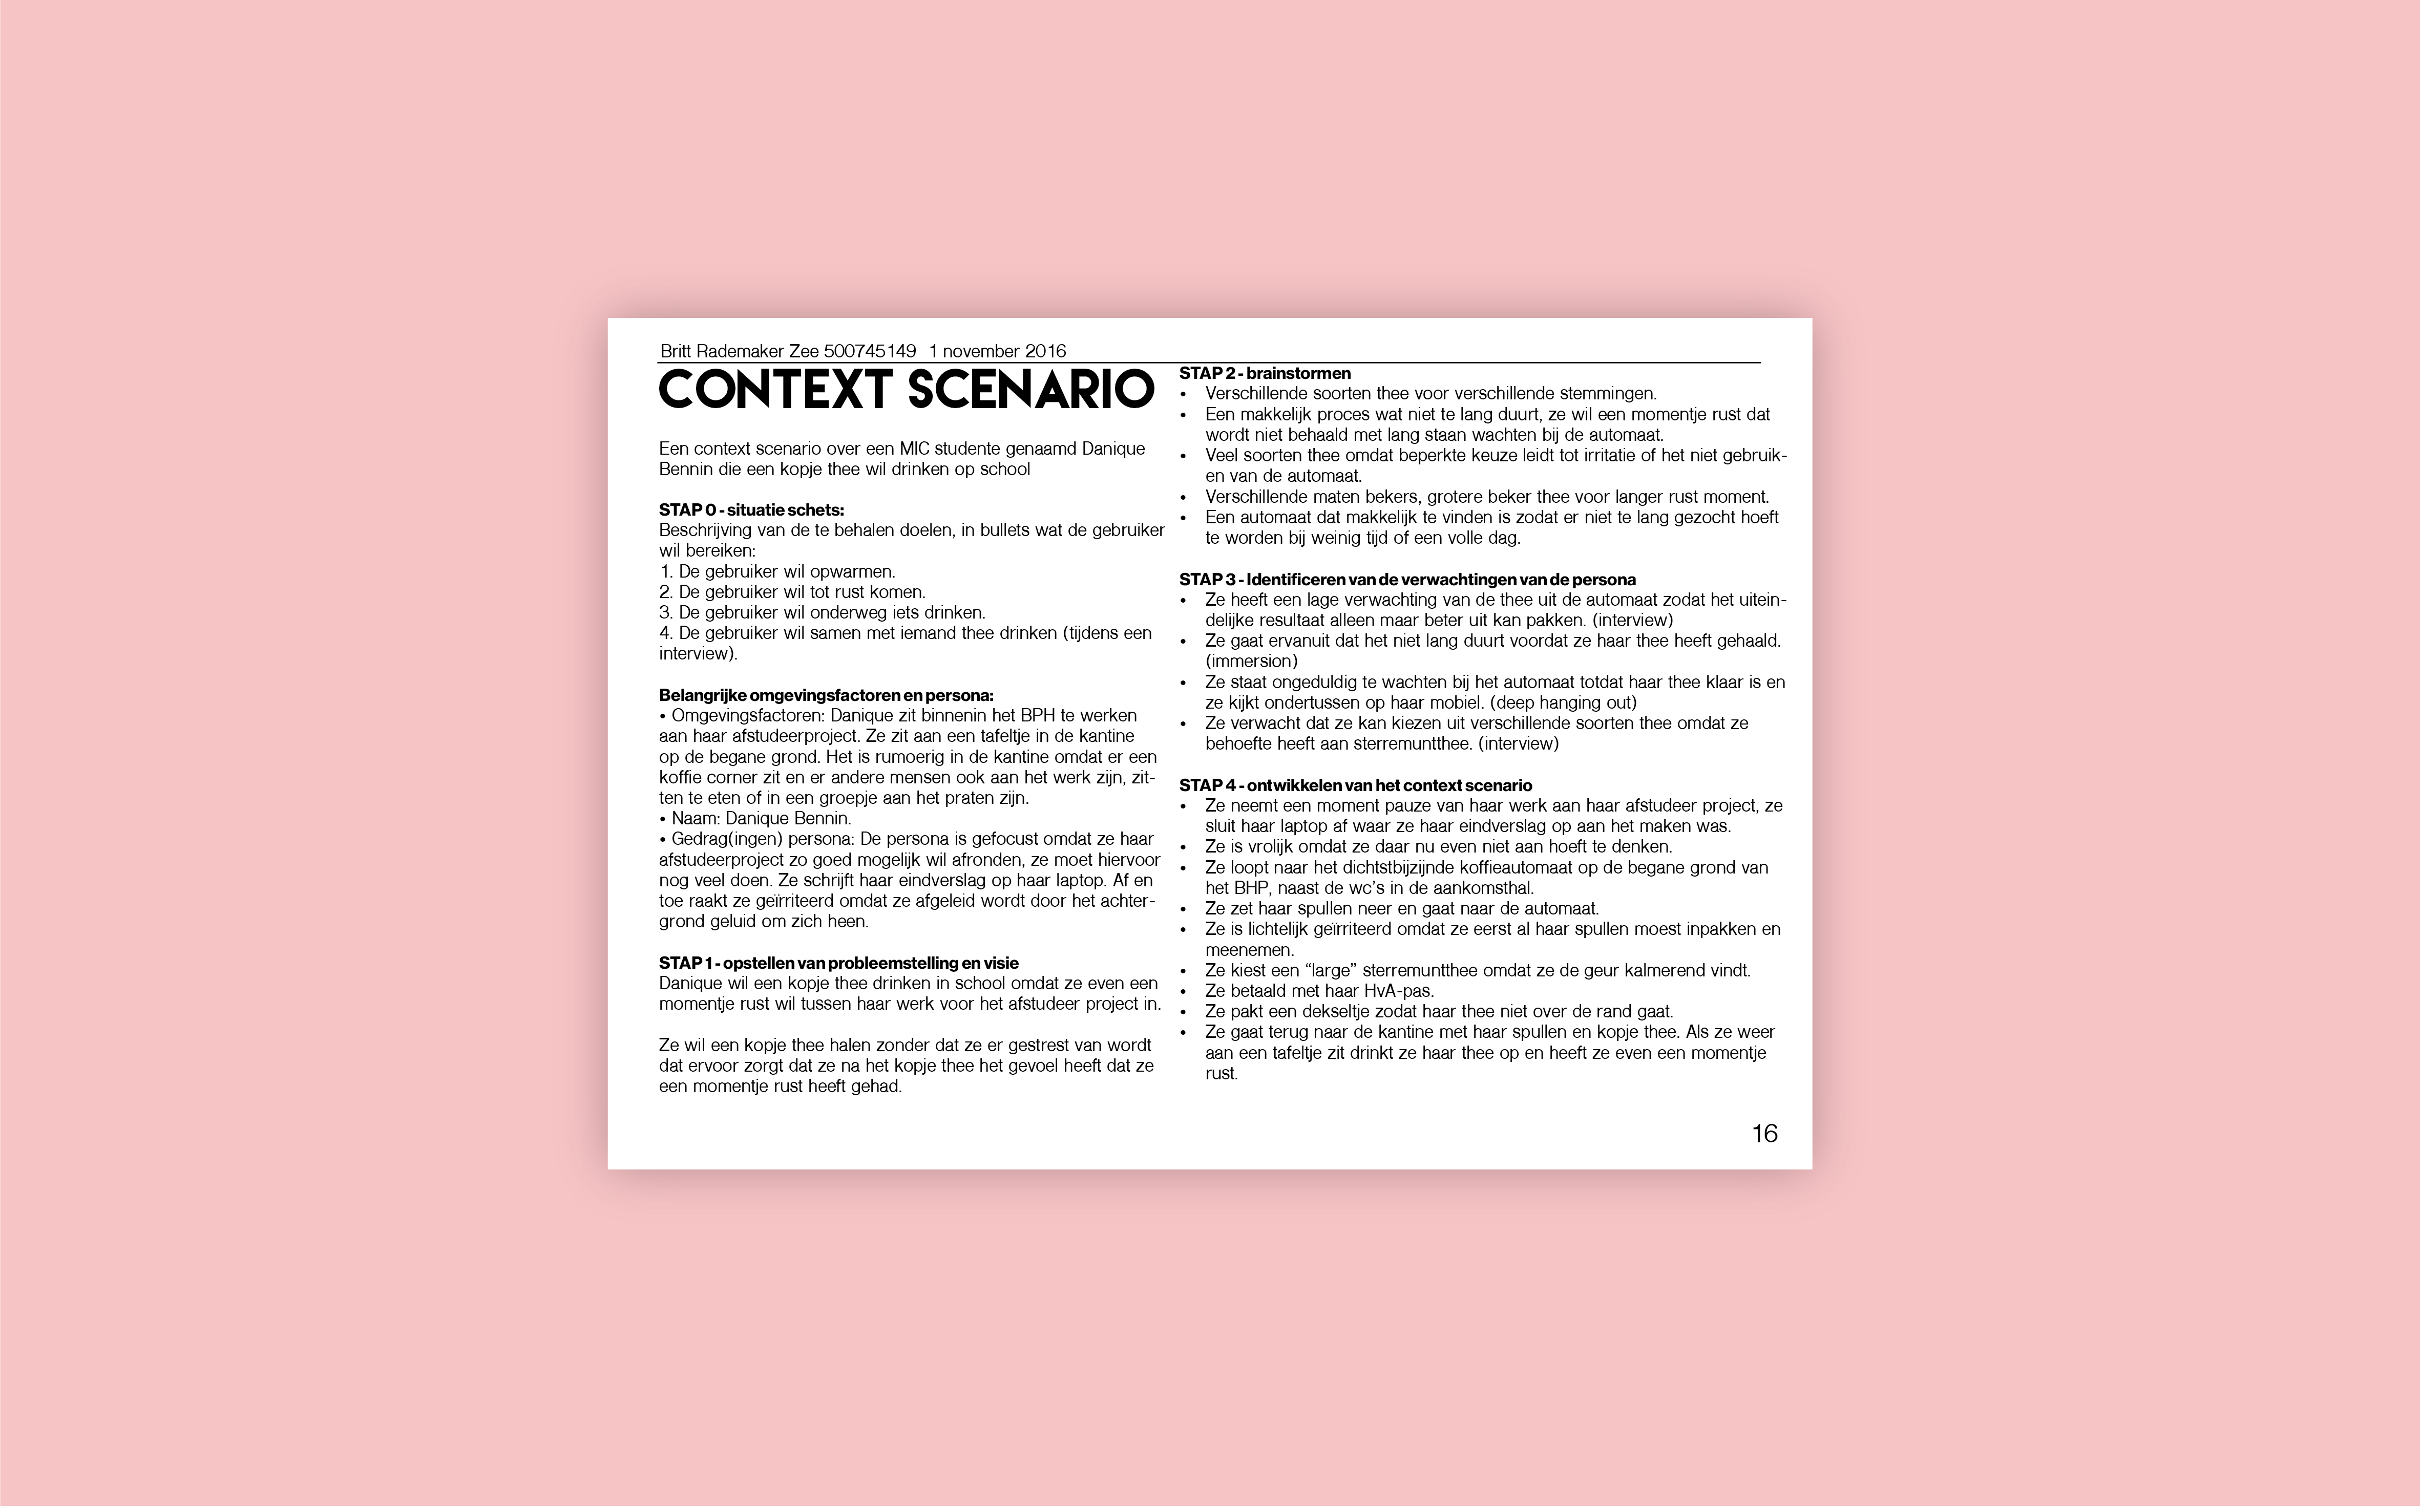 Britt Rademaker Zee 500745149 1 november 2016
CONTEXT SCENARIO
Een context scenario over een MIC studente genaamd Danique
Bennin die een kopje thee wil drinken op school
STAP 0 - situatie schets:
Beschrijving van de te behalen doelen, in bullets wat de gebruiker
wil bereiken:
1. De gebruiker wil opwarmen.
2. De gebruiker wil tot rust komen.
3. De gebruiker wil onderweg iets drinken.
4. De gebruiker wil samen met iemand thee drinken (tijdens een
interview).
Belangrijke omgevingsfactoren en persona:
• Omgevingsfactoren: Danique zit binnenin het BPH te werken
aan haar afstudeerproject. Ze zit aan een tafeltje in de kantine
op de begane grond. Het is rumoerig in de kantine omdat er een
koffie corner zit en er andere mensen ook aan het werk zijn, zit-
ten te eten of in een groepje aan het praten zijn.
• Naam: Danique Bennin.
• Gedrag(ingen) persona: De persona is gefocust omdat ze haar
afstudeerproject zo goed mogelijk wil afronden, ze moet hiervoor
nog veel doen. Ze schrijft haar eindverslag op haar laptop. Af en
toe raakt ze geïrriteerd omdat ze afgeleid wordt door het achter-
grond geluid om zich heen.
STAP 1 - opstellen van probleemstelling en visie
Danique wil een kopje thee drinken in school omdat ze even een
momentje rust wil tussen haar werk voor het afstudeer project in.
Ze wil een kopje thee halen zonder dat ze er gestrest van wordt
dat ervoor zorgt dat ze na het kopje thee het gevoel heeft dat ze
een momentje rust heeft gehad.
STAP 2 - brainstormen
• Verschillende soorten thee voor verschillende stemmingen.
• Een makkelijk proces wat niet te lang duurt, ze wil een momentje rust dat
wordt niet behaald met lang staan wachten bij de automaat.
• Veel soorten thee omdat beperkte keuze leidt tot irritatie of het niet gebruik-
en van de automaat.
• Verschillende maten bekers, grotere beker thee voor langer rust moment.
• Een automaat dat makkelijk te vinden is zodat er niet te lang gezocht hoeft
te worden bij weinig tijd of een volle dag.
STAP 3 - Identificeren van de verwachtingen van de persona
• Ze heeft een lage verwachting van de thee uit de automaat zodat het uitein-
delijke resultaat alleen maar beter uit kan pakken. (interview)
• Ze gaat ervanuit dat het niet lang duurt voordat ze haar thee heeft gehaald.
(immersion)
• Ze staat ongeduldig te wachten bij het automaat totdat haar thee klaar is en
ze kijkt ondertussen op haar mobiel. (deep hanging out)
• Ze verwacht dat ze kan kiezen uit verschillende soorten thee omdat ze
behoefte heeft aan sterremuntthee. (interview)
STAP 4 - ontwikkelen van het context scenario
• Ze neemt een moment pauze van haar werk aan haar afstudeer project, ze
sluit haar laptop af waar ze haar eindverslag op aan het maken was.
• Ze is vrolijk omdat ze daar nu even niet aan hoeft te denken.
• Ze loopt naar het dichtstbijzijnde koffieautomaat op de begane grond van
het BHP, naast de wc's in de aankomsthal.
• Ze zet haar spullen neer en gaat naar de automaat.
• Ze is lichtelijk geïrriteerd omdat ze eerst al haar spullen moest inpakken en
meenemen.
• Ze kiest een “large” sterremuntthee omdat ze de geur kalmerend vindt.
• Ze betaald met haar HvA-pas.
• Ze pakt een dekseltje zodat haar thee niet over de rand gaat.
• Ze gaat terug naar de kantine met haar spullen en kopje thee. Als ze weer
aan een tafeltje zit drinkt ze haar thee op en heeft ze even een momentje
rust.
16